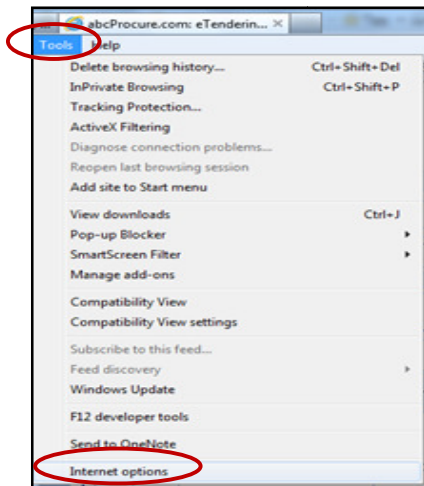 abcProcure.com: eTenderin...
Tools Help
Delete browsing history... Ctrl+Shift+Del
InPrivate Browsing Ctrl+Shift+P
Tracking Protection...
ActiveX Filtering
Diagnose connection problems...
Reopen last browsing session
Add site to Start menu
View downloads Ctrl+J
Pop-up Blocker
SmartScreen Filter
Manage add-ons
Compatibility View
Compatibility View settings
Subscribe to this feed...
Feed discovery
Windows Update
F12 developer tools
Send to OneNote
Internet options